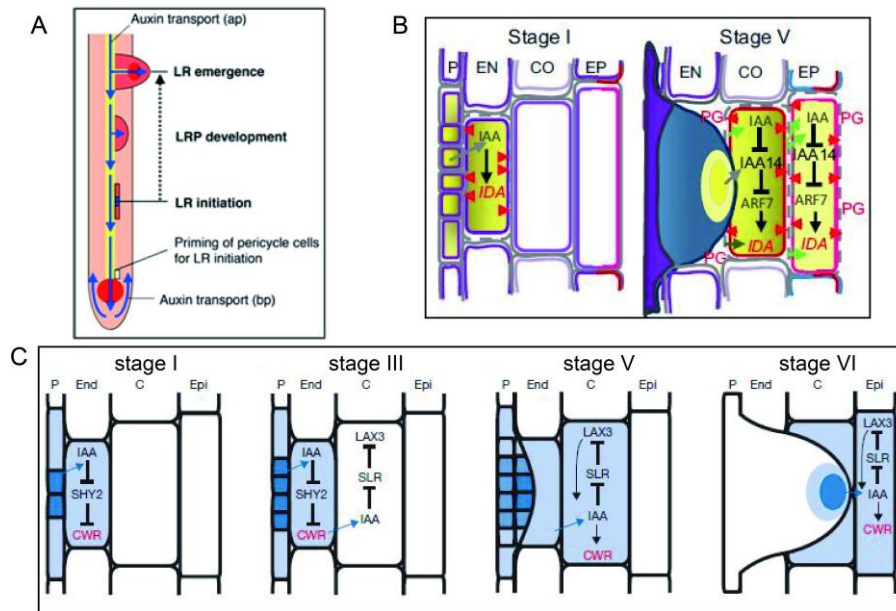 A
Auxin transport (ap)
LR emergence
LRP development
LR initiation
Priming of pericycle cells
for LR initiation
Auxin transport (bp)
B
Stage I
Stage V
P EN CO EP
EN CO EP
IAA
IDA
PG
IAA
IAA14
ARF7
IDA
PG
IAA
IAA14
ARF7
IDA
PG
PG
C
stage I
P End C Epi
IAA
SHY2
CWR
stage III
P End C Epi
IAA
SHY2
CWR
LAX3
SLR
IAA
stage V
P End C Epi
LAX3
SLR
IAA
CWR
stage VI
P End C Epi
LAX3
SLR
IAA
CWR